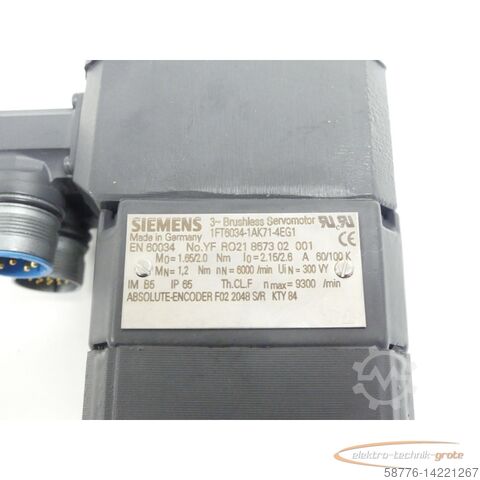 SIEMENS 3~Brushless Servomotor
Made in Germany 1FT6034-1AK71-4EG1
EN 60034 No.YF RO21 8673 02 001
M0 = 1.65/2.0 Nm I0 = 2.15/2.6 A 60/100 K
MN = 1,2 Nm nN = 6000 /min UiN = 300 VY
IM B5 IP 65 Th.CL.F nmax = 9300 /min
ABSOLUTE-ENCODER F02 2048 S/R KTY 84
elektro-technik-grote
58776-14221267